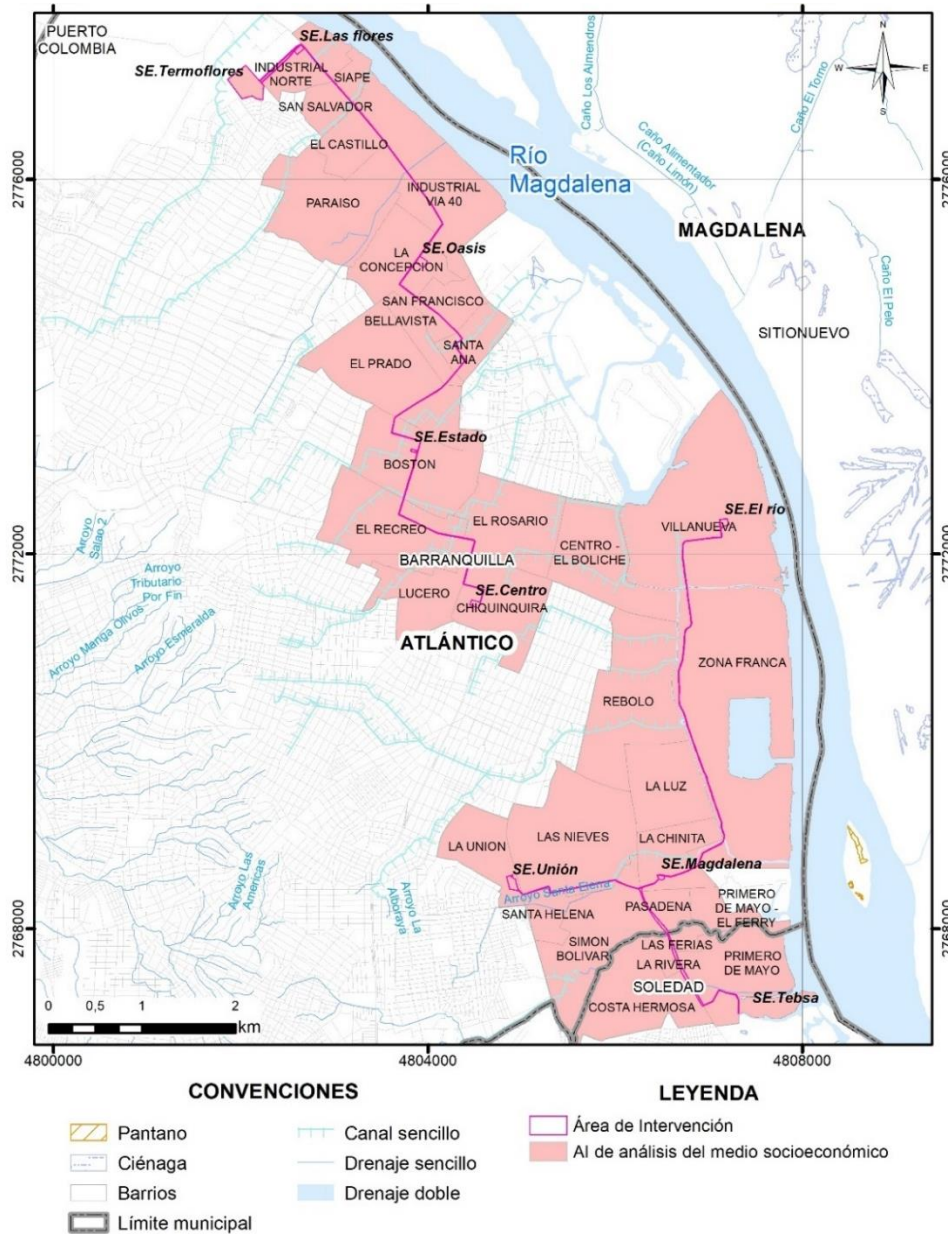 PUERTO
COLOMBIA
SE.Las flores
SE.Termoflores
INDUSTRIAL
NORTE
SIAPE
SAN SALVADOR
EL CASTILLO
PARAISO
INDUSTRIAL
VIA 40
Río
Magdalena
Caño Los Almendros
Caño El Torno
Caño Alimentador
(Caño Limón)
N
W
E
S
2776000
2776000
MAGDALENA
Caño El Pelo
SITIONUEVO
SE.Oasis
LA
CONCEPCION
SAN FRANCISCO
BELLAVISTA
SANTA
ANA
EL PRADO
SE.Estado
BOSTON
EL RECREO
EL ROSARIO
CENTRO -
EL BOLICHE
SE.El río
VILLANUEVA
2772000
2772000
BARRANQUILLA
LUCERO
SE.Centro
CHIQUINQUIRA
ATLÁNTICO
Arroyo
Salao 2
Arroyo
Tributario
Por Fin
Arroyo Manga Olivos
Arroyo Esmeralda
ZONA FRANCA
REBOLO
LA LUZ
LA UNION
LAS NIEVES
LA CHINITA
SE.Unión
SE.Magdalena
Arroyo Santa Elena
Arroyo Las
Americas
Arroyo La
Alboraya
SANTA HELENA
PASADENA
PRIMERO
DE MAYO -
EL FERRY
2768000
2768000
SIMON
BOLIVAR
LAS FERIAS
LA RIVERA
PRIMERO
DE MAYO
SOLEDAD
SE.Tebsa
COSTA HERMOSA
0 0,5 1 2
km
4800000
4804000
4808000
CONVENCIONES
Pantano
Ciénaga
Barrios
Límite municipal
Canal sencillo
Drenaje sencillo
Drenaje doble
LEYENDA
Área de Intervención
AI de análisis del medio socioeconómico